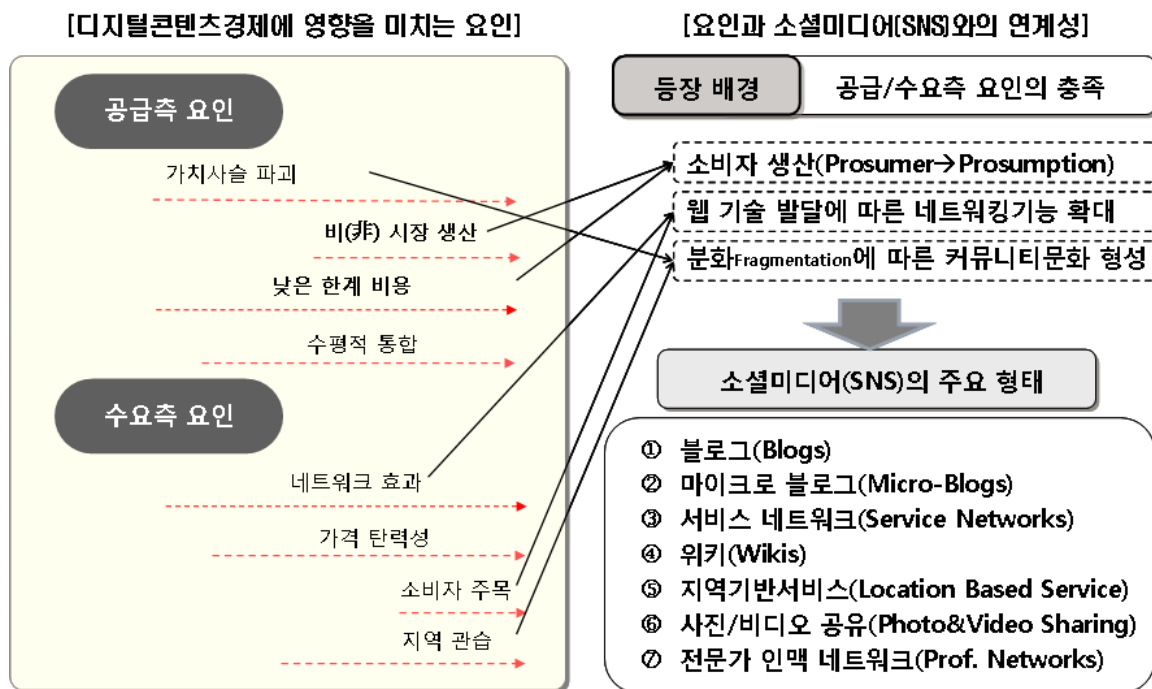 [디지털콘텐츠경제에 영향을 미치는 요인]
공급측 요인
가치사슬 파괴
비(非) 시장 생산
낮은 한계 비용
수평적 통합
수요측 요인
네트워크 효과
가격 탄력성
소비자 주목
지역 관습
[요인과 소셜미디어(SNS)와의 연계성]
등장 배경
공급/수요측 요인의 충족
소비자 생산(Prosumer→Prosumption)
웹 기술 발달에 따른 네트워킹기능 확대
분화Fragmentation에 따른 커뮤니티문화 형성
소셜미디어(SNS)의 주요 형태
① 블로그(Blogs)
② 마이크로 블로그(Micro-Blogs)
③ 서비스 네트워크(Service Networks)
④ 위키(Wikis)
⑤ 지역기반서비스(Location Based Service)
⑥ 사진/비디오 공유(Photo&Video Sharing)
⑦ 전문가 인맥 네트워크(Prof. Networks)